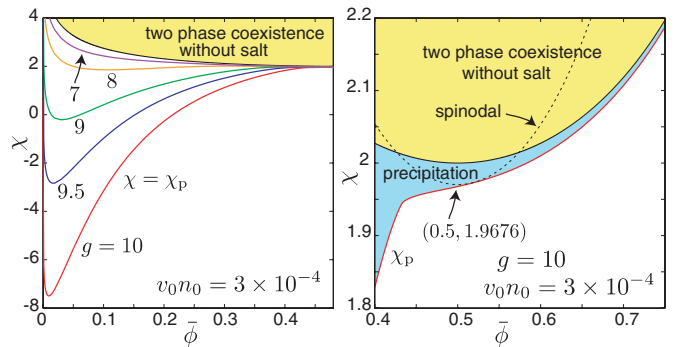 4
2
0
-2
-4
-6
-8
χ
two phase coexistence
without salt
7
8
9
9.5
χ = χp
g = 10
v₀n₀ = 3 × 10⁻⁴
0
0.1
0.2
0.3
0.4
ϕ̄
2.2
2.1
2
1.9
1.8
χ
two phase coexistence
without salt
spinodal
precipitation
(0.5, 1.9676)
χp
g = 10
v₀n₀ = 3 × 10⁻⁴
0.4
0.5
0.6
0.7
ϕ̄